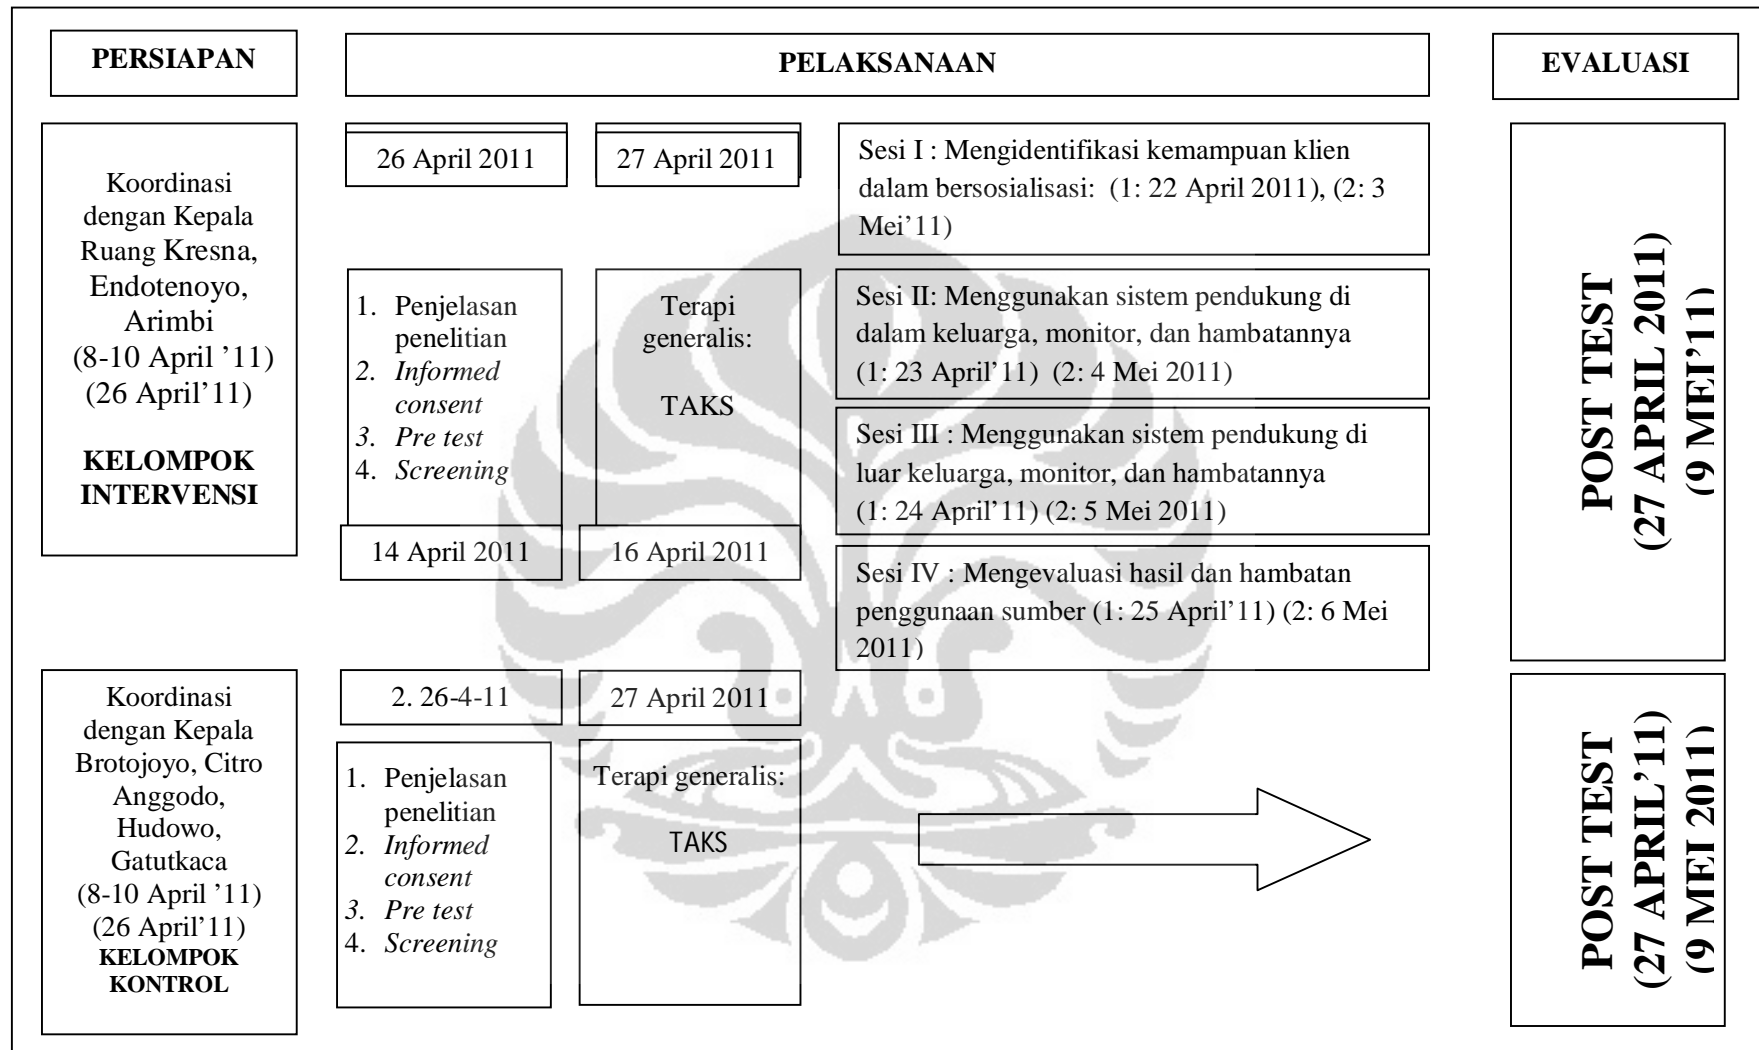 PERSIAPAN
PELAKSANAAN
EVALUASI
Koordinasi
dengan Kepala
Ruang Kresna,
Endotenoyo,
Arimbi
(8-10 April ’11)
(26 April’11)
KELOMPOK
INTERVENSI
26 April 2011
1. Penjelasan
penelitian
2. Informed
consent
3. Pre test
4. Screening
14 April 2011
27 April 2011
Terapi
generalis:
TAKS
16 April 2011
Sesi I : Mengidentifikasi kemampuan klien
dalam bersosialisasi: (1: 22 April 2011), (2: 3
Mei’11)
Sesi II: Menggunakan sistem pendukung di
dalam keluarga, monitor, dan hambatannya
(1: 23 April’11) (2: 4 Mei 2011)
Sesi III : Menggunakan sistem pendukung di
luar keluarga, monitor, dan hambatannya
(1: 24 April’11) (2: 5 Mei 2011)
Sesi IV : Mengevaluasi hasil dan hambatan
penggunaan sumber (1: 25 April’11) (2: 6 Mei
2011)
POST TEST
(27 APRIL 2011)
(9 MEI’11)
Koordinasi
dengan Kepala
Brotojoyo, Citro
Anggodo,
Hudowo,
Gatutkaca
(8-10 April ’11)
(26 April’11)
KELOMPOK
KONTROL
2. 26-4-11
1. Penjelasan
penelitian
2. Informed
consent
3. Pre test
4. Screening
27 April 2011
Terapi generalis:
TAKS
POST TEST
(27 APRIL’11)
(9 MEI 2011)